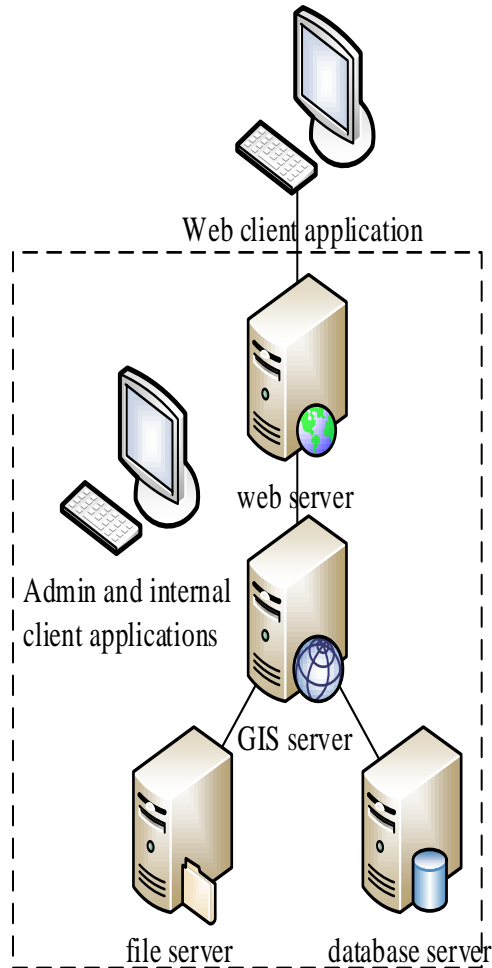 Web client application
web server
Admin and internal
client applications
GIS server
file server
database server